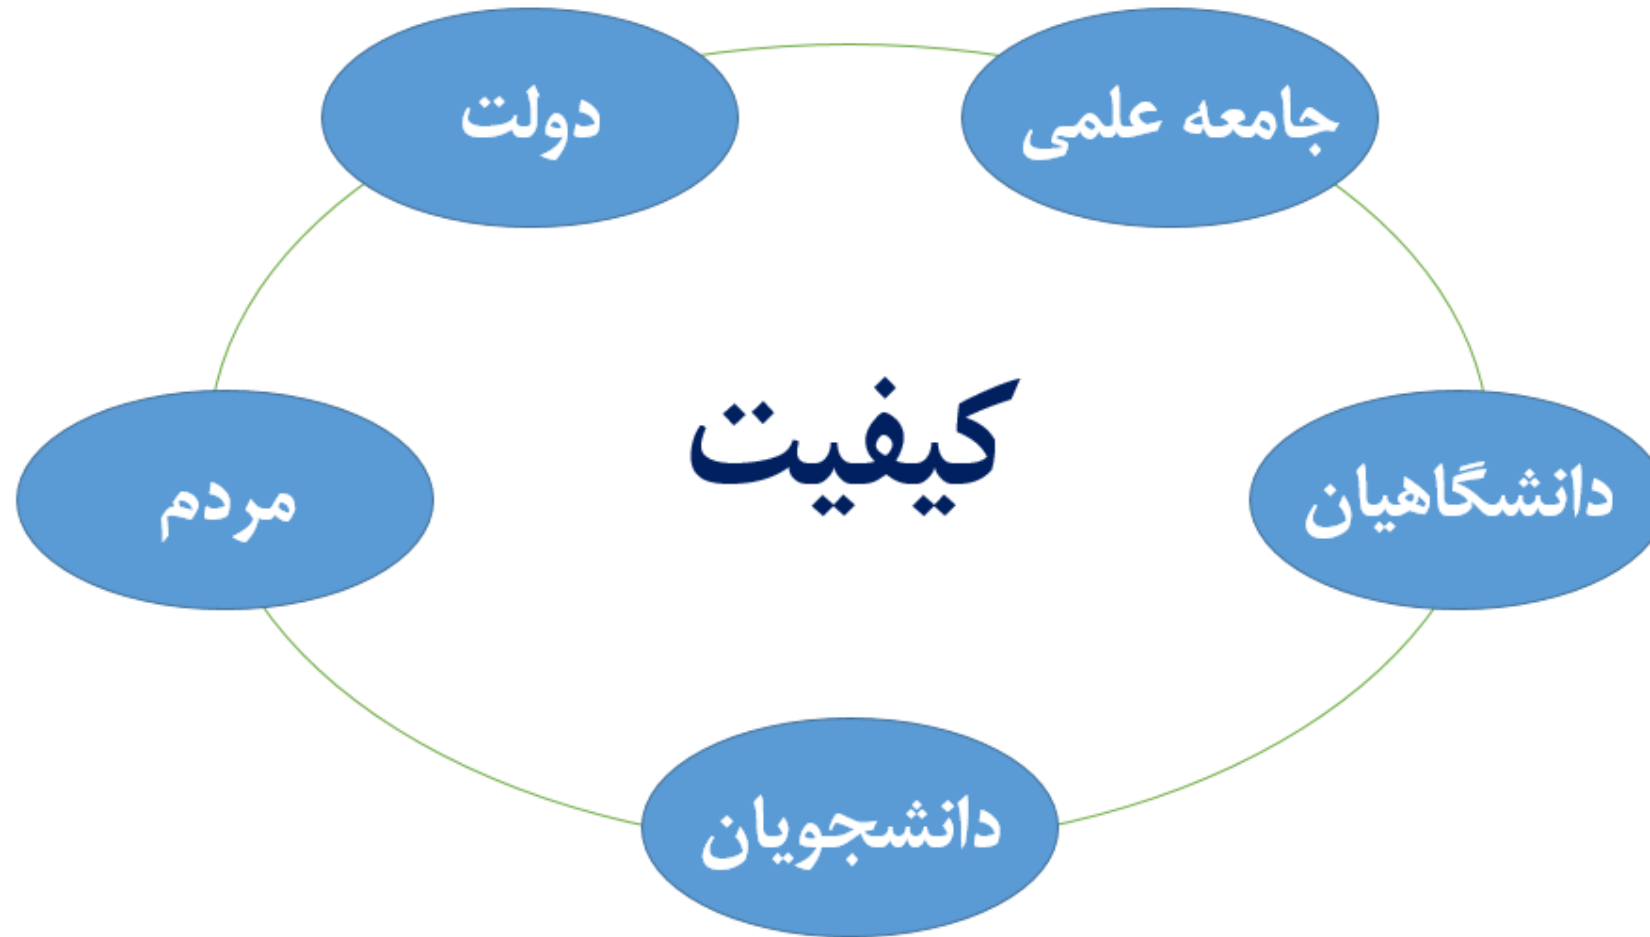 جامعه علمی
دولت
کیفیت
دانشگاهیان
مردم
دانشجویان